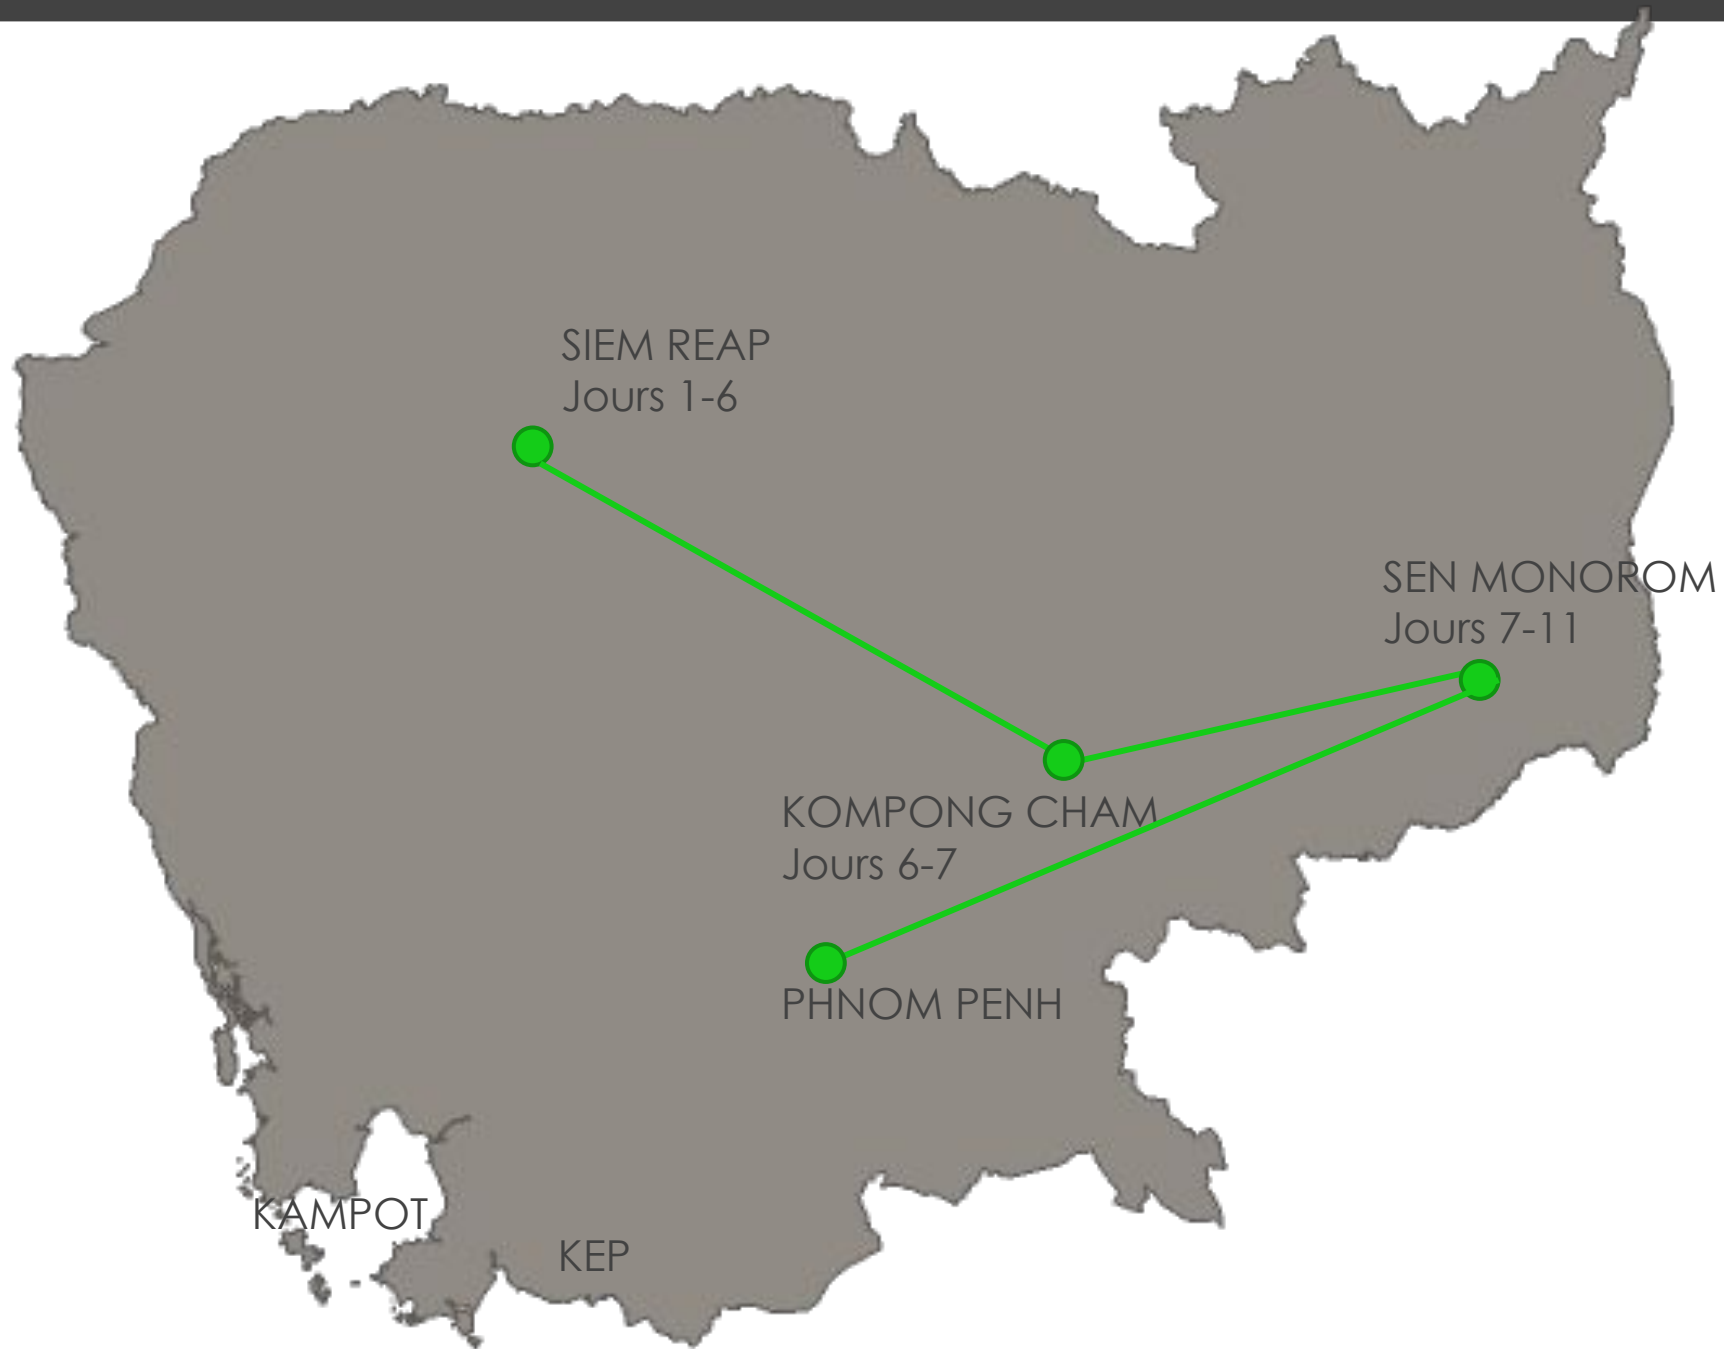 SIEM REAP
Jours 1-6
SEN MONOROM
Jours 7-11
KOMPONG CHAM
Jours 6-7
PHNOM PENH
KAMPOT
KEP